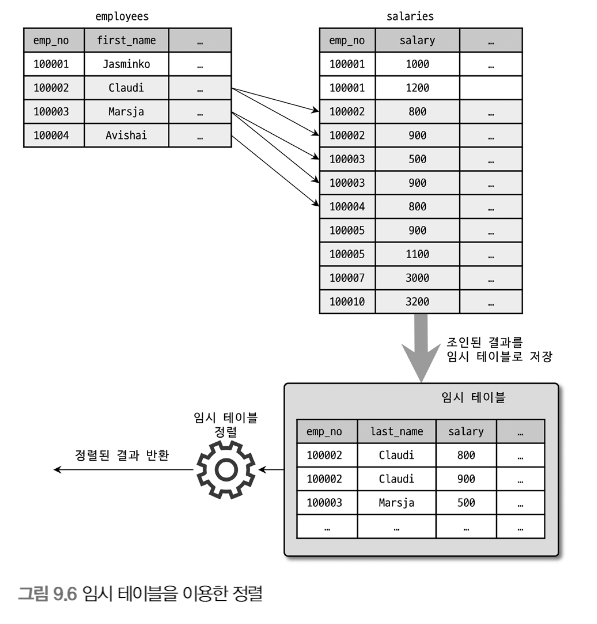 employees
emp_no first_name …
100001 Jasminko …
100002 Claudi …
100003 Marsja …
100004 Avishai …
salaries
emp_no salary …
100001 1000 …
100001 1200
100002 800 …
100002 900 …
100003 500 …
100003 900 …
100004 800 …
100005 900 …
100005 1100 …
100007 3000 …
100010 3200 …
조인된 결과를
임시 테이블로 저장
임시 테이블
emp_no last_name salary …
100002 Claudi 800 …
100002 Claudi 900 …
100003 Marsja 500 …
… … … …
임시 테이블
정렬
정렬된 결과 반환
그림 9.6 임시 테이블을 이용한 정렬